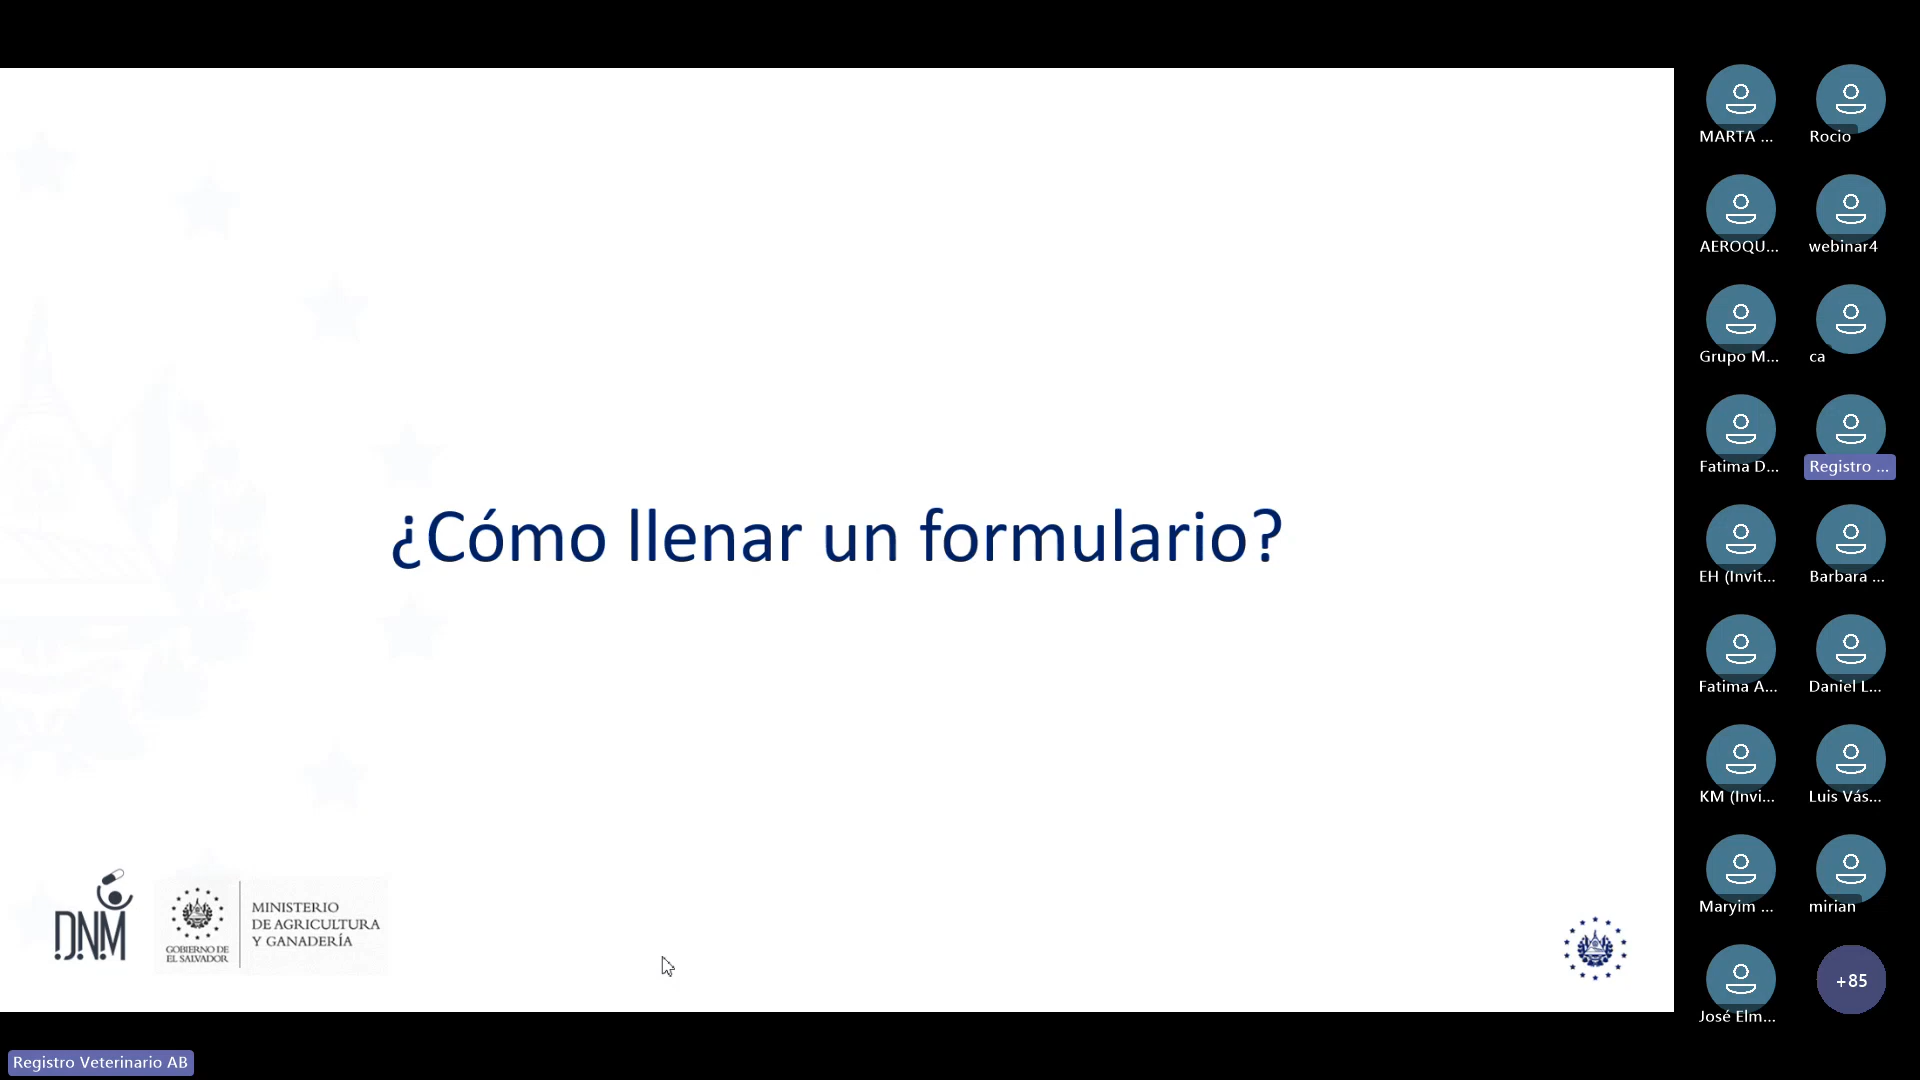 ¿Cómo llenar un formulario?
DNM
GOBIERNO DE
EL SALVADOR
MINISTERIO
DE AGRICULTURA
Y GANADERÍA
MARTA ...
Rocio
AEROQU...
webinar4
Grupo M...
ca
Fatima D...
Registro ...
EH (Invit...
Barbara ...
Fatima A...
Daniel L...
KM (Invi...
Luis Vás...
Maryim ...
mirian
José Elm...
+85
Registro Veterinario AB